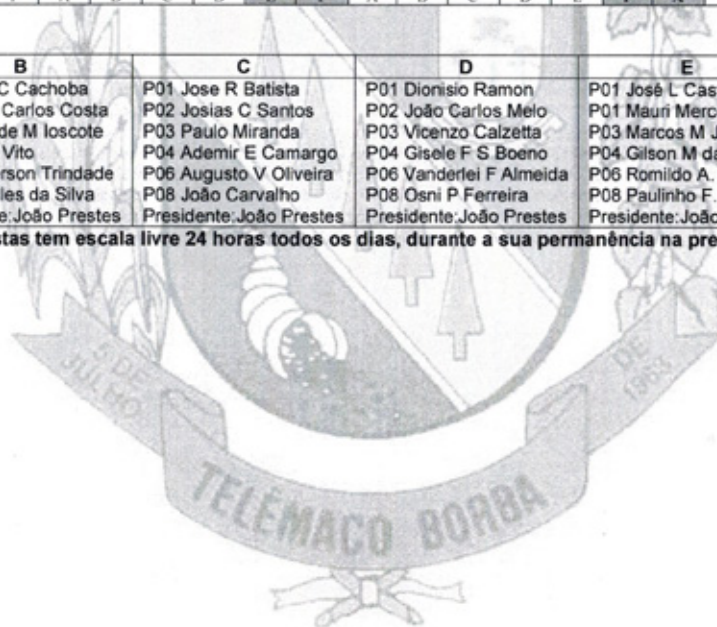 B C D E
C Cachoba P01 Jose R Batista P01 Dionisio Ramon P01 José L Cas
Carlos Costa P02 Josias C Santos P02 João Carlos Melo P01 Mauri Merc
de M Ioscote P03 Paulo Miranda P03 Vicenzo Calzetta P03 Marcos M J
Vito P04 Ademir E Camargo P04 Gisele F S Boeno P04 Gilson M da
rson Trindade P06 Augusto V Oliveira P06 Vanderlei F Almeida P06 Romildo A.
les da Silva P08 João Carvalho P08 Osni P Ferreira P08 Paulinho F.
e:João Prestes Presidente:João Prestes Presidente:João Prestes Presidente:João
stas tem escala livre 24 horas todos os dias, durante a sua permanência na pre
5 DE JULHO DE 1963
TELÊMACO BORBA